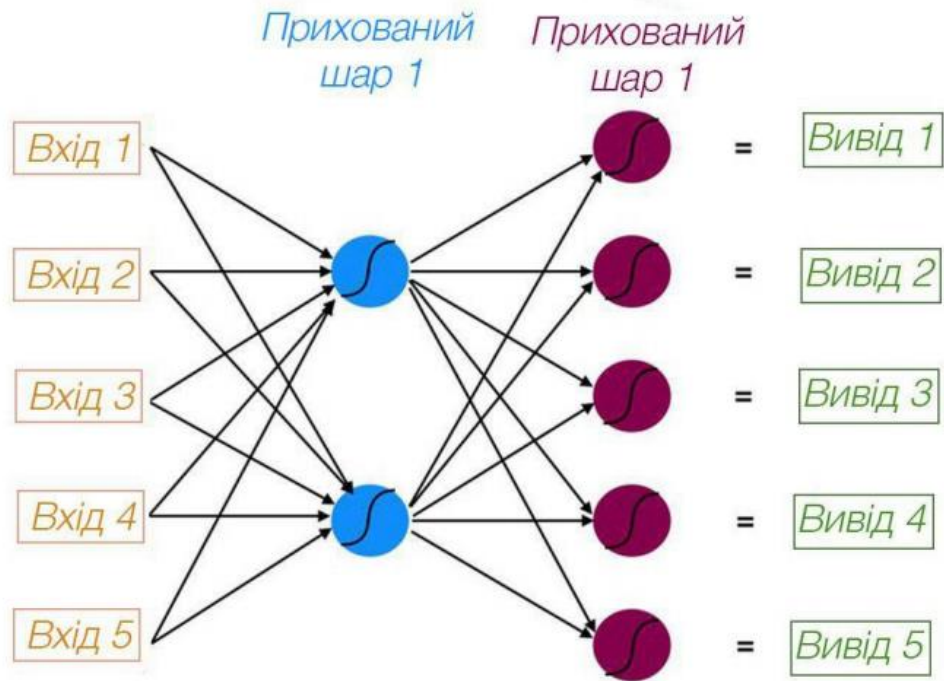 Прихований
шар 1
Прихований
шар 1
Вхід 1
= Вивід 1
Вхід 2
= Вивід 2
Вхід 3
= Вивід 3
Вхід 4
= Вивід 4
Вхід 5
= Вивід 5